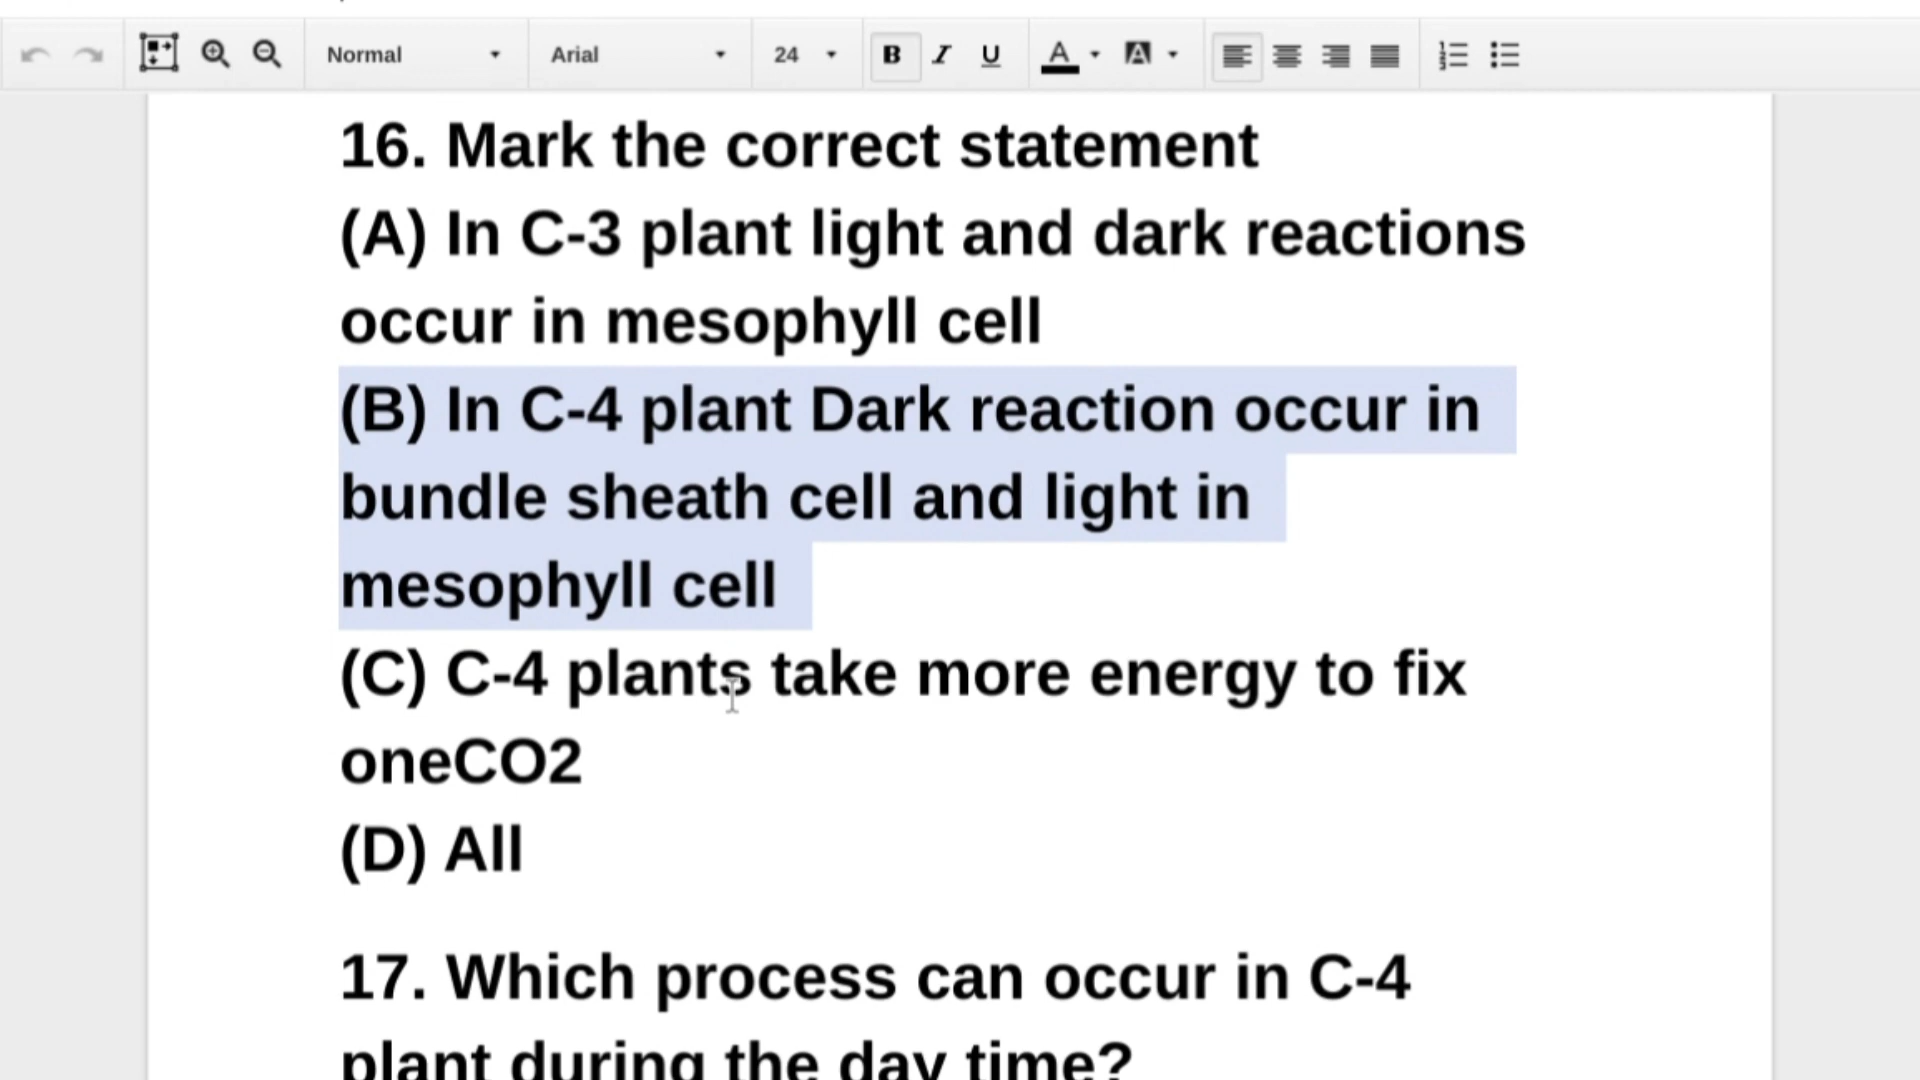 Normal Arial 24 B I U A A
16. Mark the correct statement
(A) In C-3 plant light and dark reactions
occur in mesophyll cell
(B) In C-4 plant Dark reaction occur in
bundle sheath cell and light in
mesophyll cell
(C) C-4 plants take more energy to fix
oneCO2
(D) All
17. Which process can occur in C-4
plant during the day time?